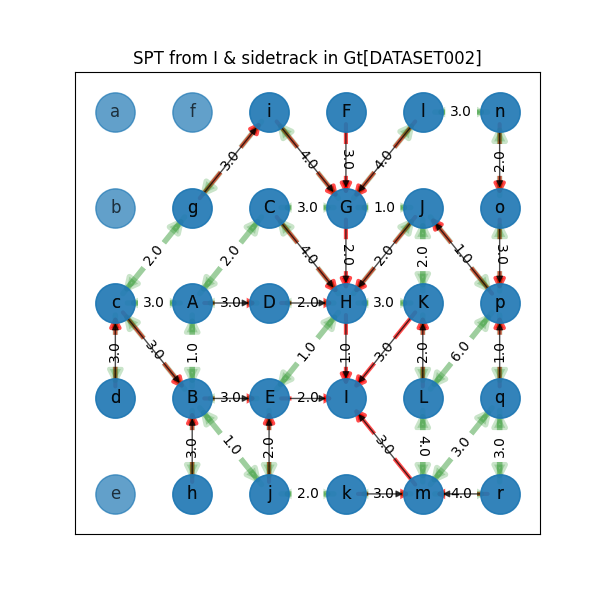 SPT from I & sidetrack in Gt[DATASET002]
a f i F l 3.0 n
3.0 4.0 3.0 4.0 2.0
b g C 3.0 G 1.0 J o
2.0 2.0 4.0 2.0 2.0 2.0 1.0 3.0
c 3.0 A 3.0 D 2.0 H 3.0 K p
3.0 3.0 1.0 1.0 1.0 3.0 2.0 6.0 1.0
d B 3.0 E 2.0 I L q
3.0 1.0 2.0 3.0 4.0 3.0 3.0
e h j 2.0 k 3.0 m 4.0 r